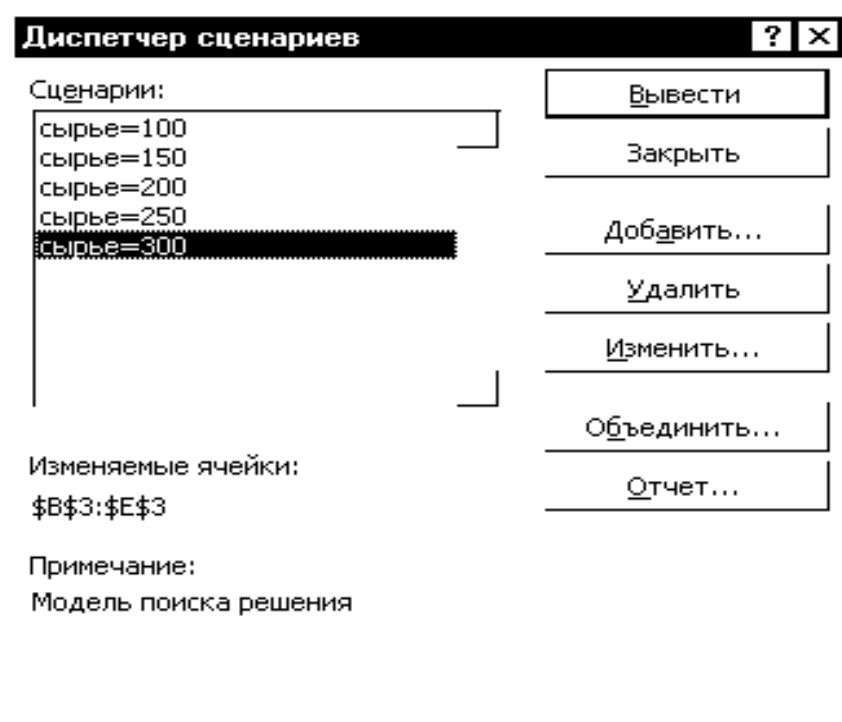 Диспетчер сценариев ? ×
Сценарии:
сырье=100
сырье=150
сырье=200
сырье=250
сырье=300
Изменяемые ячейки:
$B$3:$E$3
Примечание:
Модель поиска решения
Вывести
Закрыть
Добавить...
Удалить
Изменить...
Объединить...
Отчет...